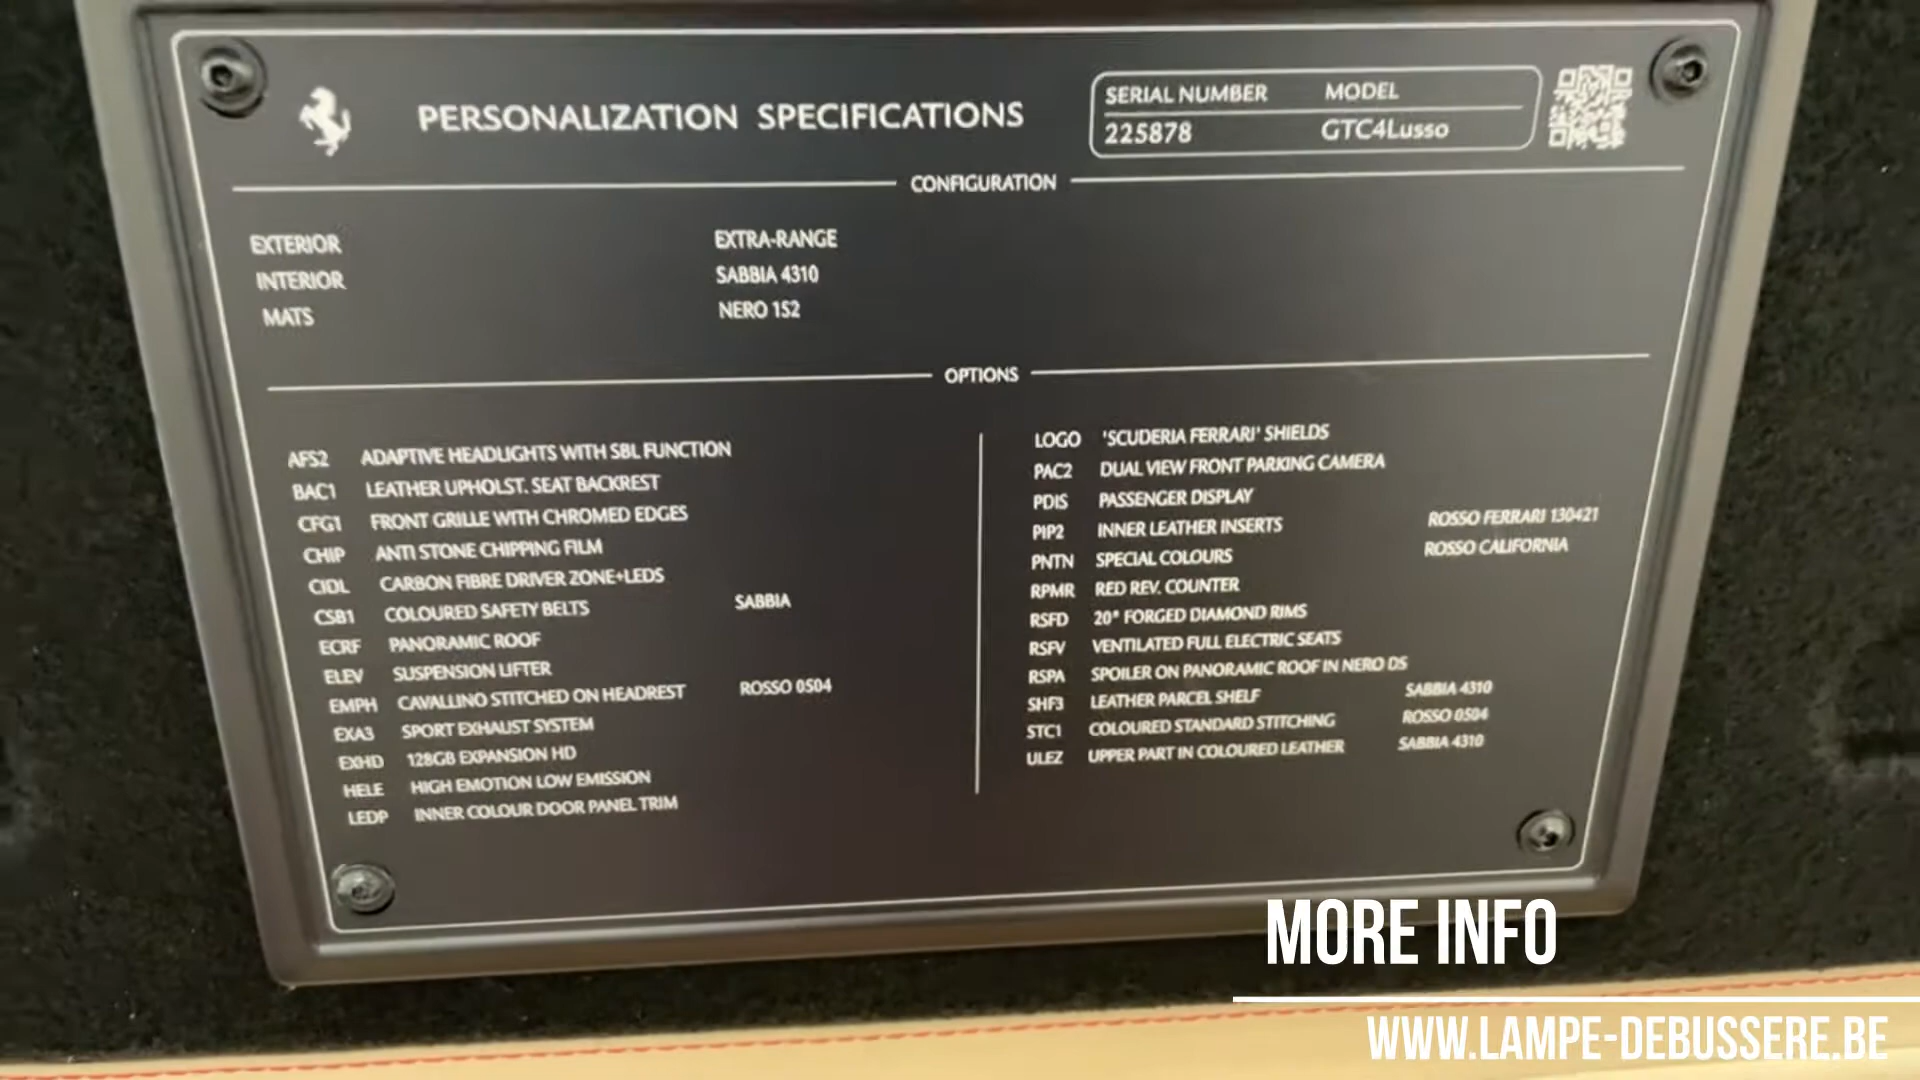 PERSONALIZATION SPECIFICATIONS
SERIAL NUMBER MODEL
225878 GTC4Lusso
CONFIGURATION
EXTERIOR EXTRA-RANGE
INTERIOR SABBIA 4310
MATS NERO 152
OPTIONS
AFS2 ADAPTIVE HEADLIGHTS WITH SBL FUNCTION
BAC1 LEATHER UPHOLST. SEAT BACKREST
CFG1 FRONT GRILLE WITH CHROMED EDGES
CHIP ANTI STONE CHIPPING FILM
CIDL CARBON FIBRE DRIVER ZONE+LEDS
CSB1 COLOURED SAFETY BELTS SABBIA
ECRF PANORAMIC ROOF
ELEV SUSPENSION LIFTER
EMPH CAVALLINO STITCHED ON HEADREST ROSSO 0504
EXA3 SPORT EXHAUST SYSTEM
EXHD 128GB EXPANSION HD
HELE HIGH EMOTION LOW EMISSION
LEDP INNER COLOUR DOOR PANEL TRIM
LOGO 'SCUDERIA FERRARI' SHIELDS
PAC2 DUAL VIEW FRONT PARKING CAMERA
PDIS PASSENGER DISPLAY
PIP2 INNER LEATHER INSERTS ROSSO FERRARI 130421
PNTN SPECIAL COLOURS ROSSO CALIFORNIA
RPMR RED REV. COUNTER
RSFD 20" FORGED DIAMOND RIMS
RSFV VENTILATED FULL ELECTRIC SEATS
RSPA SPOILER ON PANORAMIC ROOF IN NERO DS
SHF3 LEATHER PARCEL SHELF SABBIA 4310
STC1 COLOURED STANDARD STITCHING ROSSO 0504
ULEZ UPPER PART IN COLOURED LEATHER SABBIA 4310
MORE INFO
WWW.LAMPE-DEBUSSERE.BE